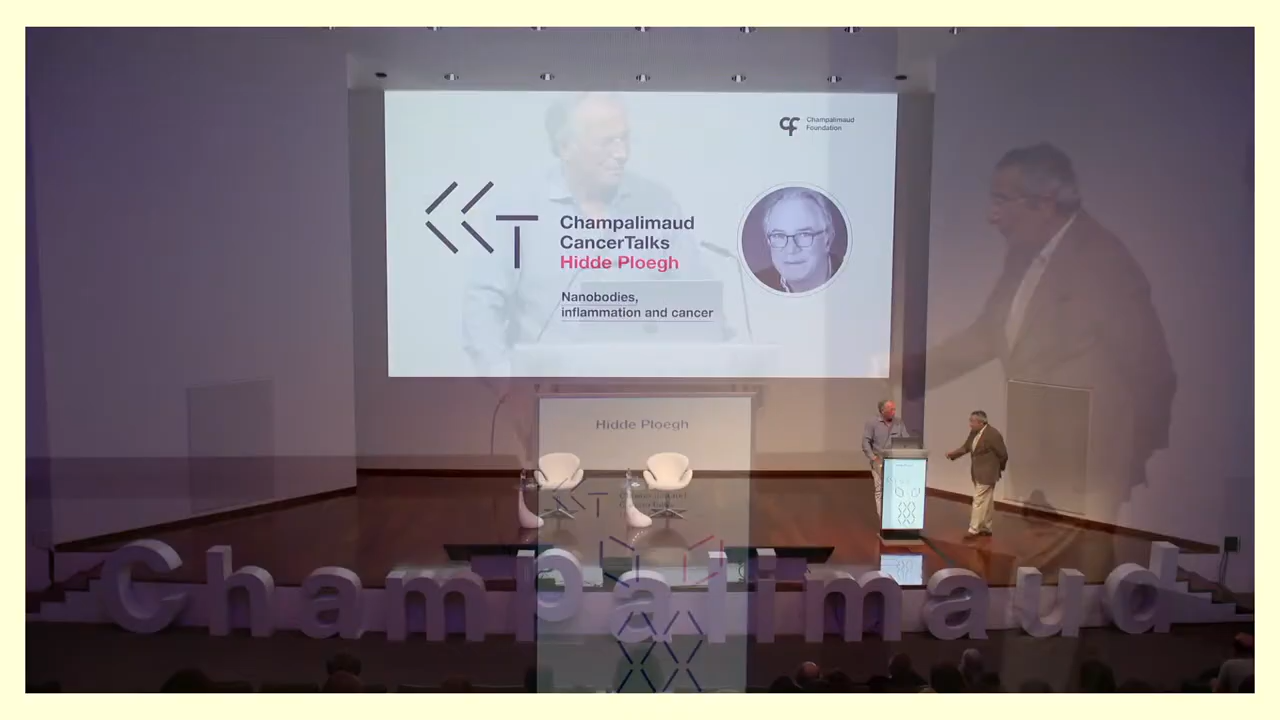 Champalimaud
Foundation
Champalimaud
CancerTalks
Hidde Ploegh
Nanobodies,
inflammation and cancer
Hidde Ploegh
Champalimaud